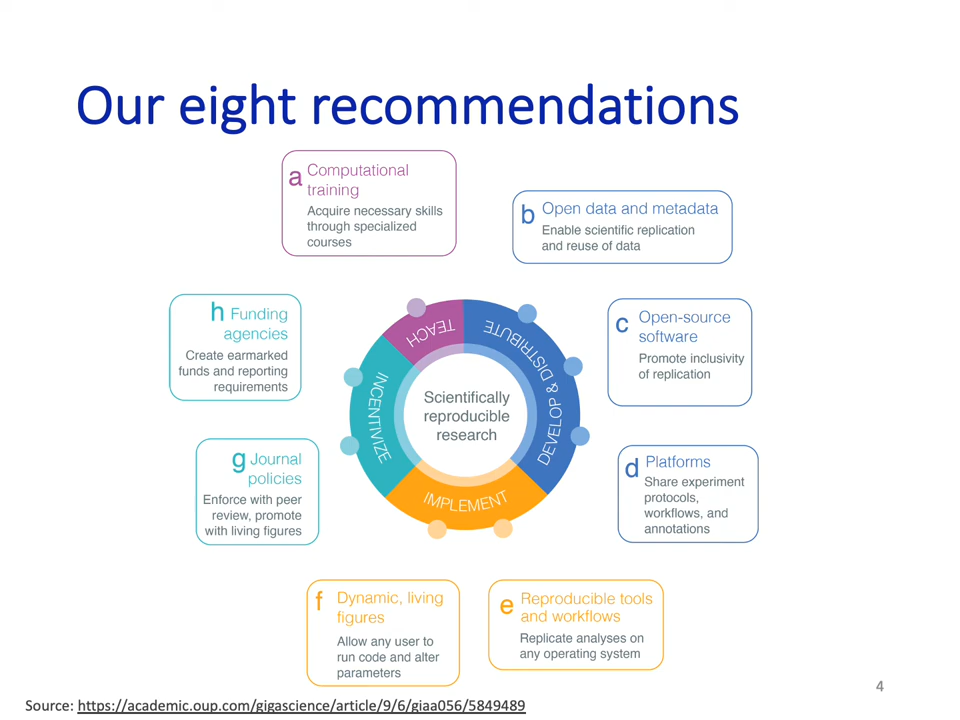 Our eight recommendations
a Computational
training
Acquire necessary skills
through specialized
courses
b Open data and metadata
Enable scientific replication
and reuse of data
c Open-source
software
Promote inclusivity
of replication
d Platforms
Share experiment
protocols,
workflows, and
annotations
e Reproducible tools
and workflows
Replicate analyses on
any operating system
f Dynamic, living
figures
Allow any user to
run code and alter
parameters
g Journal
policies
Enforce with peer
review, promote
with living figures
h Funding
agencies
Create earmarked
funds and reporting
requirements
TEACH
DEVELOP & DISTRIBUTE
IMPLEMENT
INCENTIVIZE
Scientifically
reproducible
research
4
Source: https://academic.oup.com/gigascience/article/9/6/giaa056/5849489